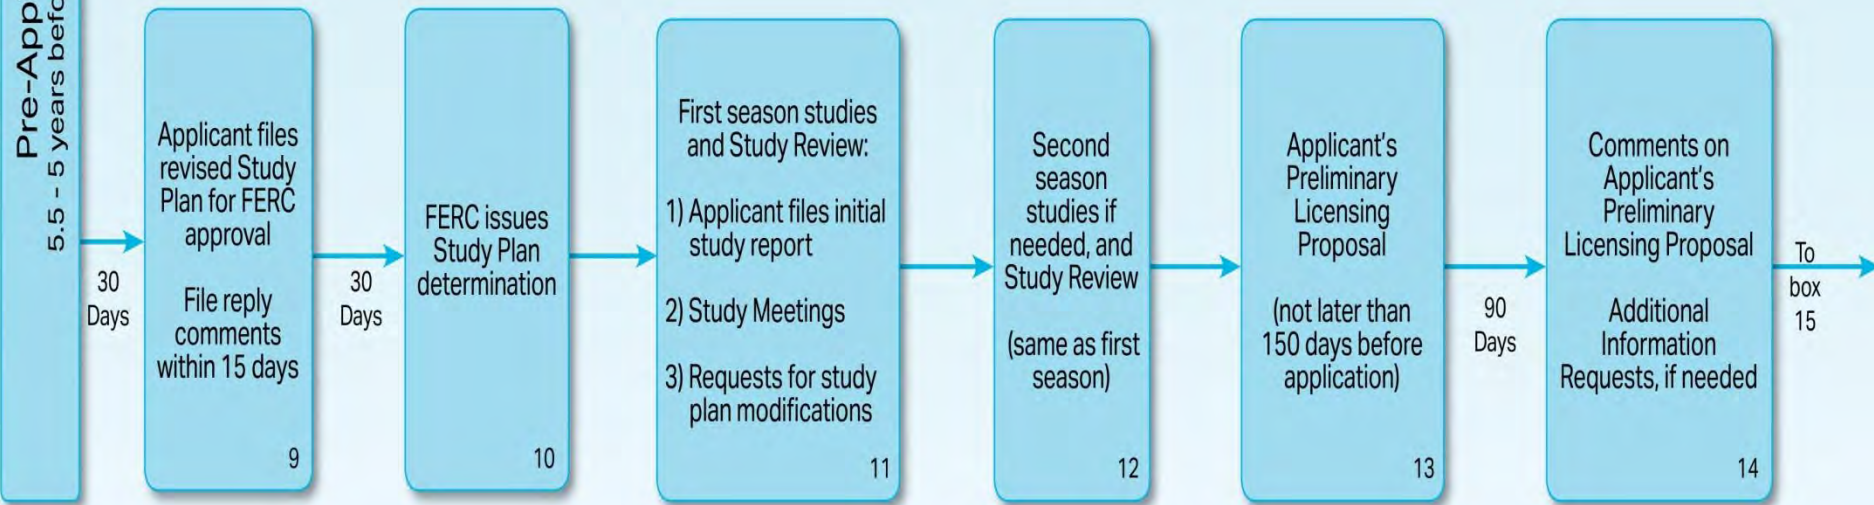 Pre-App
5.5 - 5 years befo
30
Days
Applicant files
revised Study
Plan for FERC
approval
File reply
comments
within 15 days
9
30
Days
FERC issues
Study Plan
determination
10
First season studies
and Study Review:
1) Applicant files initial
study report
2) Study Meetings
3) Requests for study
plan modifications
11
Second
season
studies if
needed, and
Study Review
(same as first
season)
12
Applicant's
Preliminary
Licensing
Proposal
(not later than
150 days before
application)
13
90
Days
Comments on
Applicant's
Preliminary
Licensing Proposal
Additional
Information
Requests, if needed
14
To
box
15